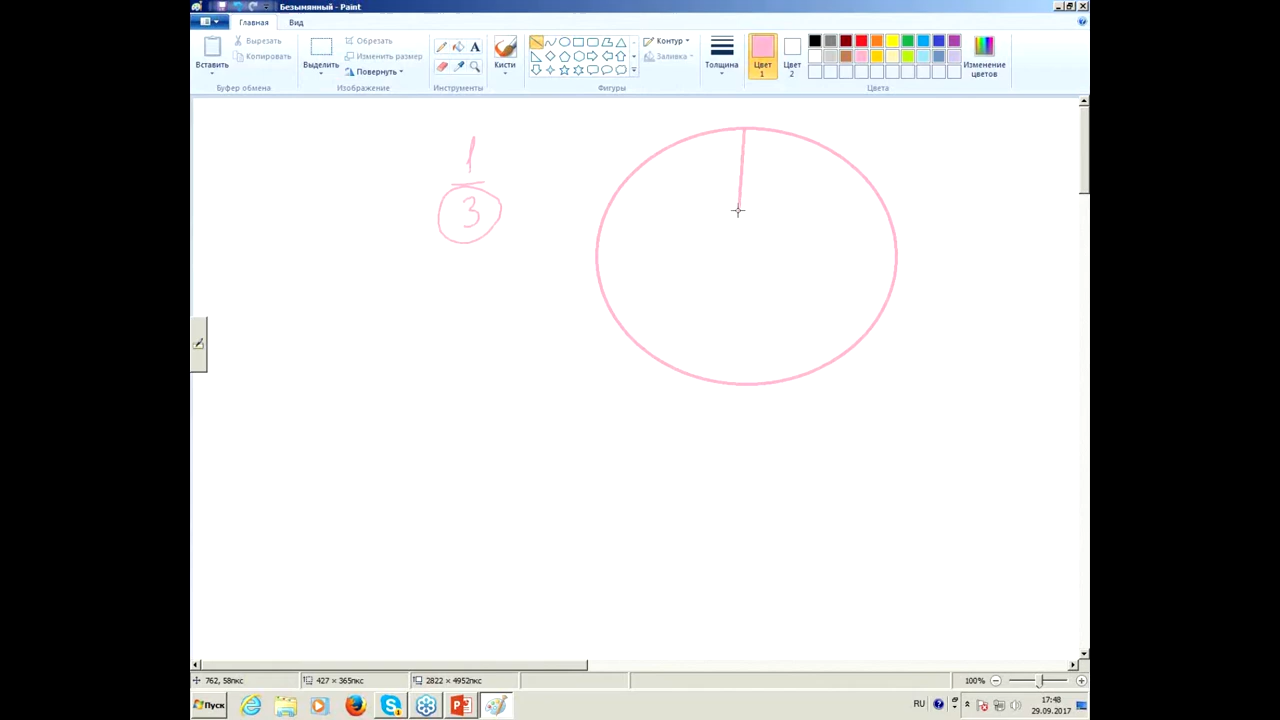 Безымянный - Paint
Главная Вид
Вставить
Вырезать
Копировать
Буфер обмена
Выделить
Обрезать
Изменить размер
Повернуть
Изображение
A
Инструменты
Кисти
Фигуры
Контур
Заливка
Толщина
Цвет 1
Цвет 2
Цвета
Изменение цветов
1
3
762, 58пкс
427 × 365пкс
2822 × 4952пкс
100%
Пуск
RU
17:48
29.09.2017